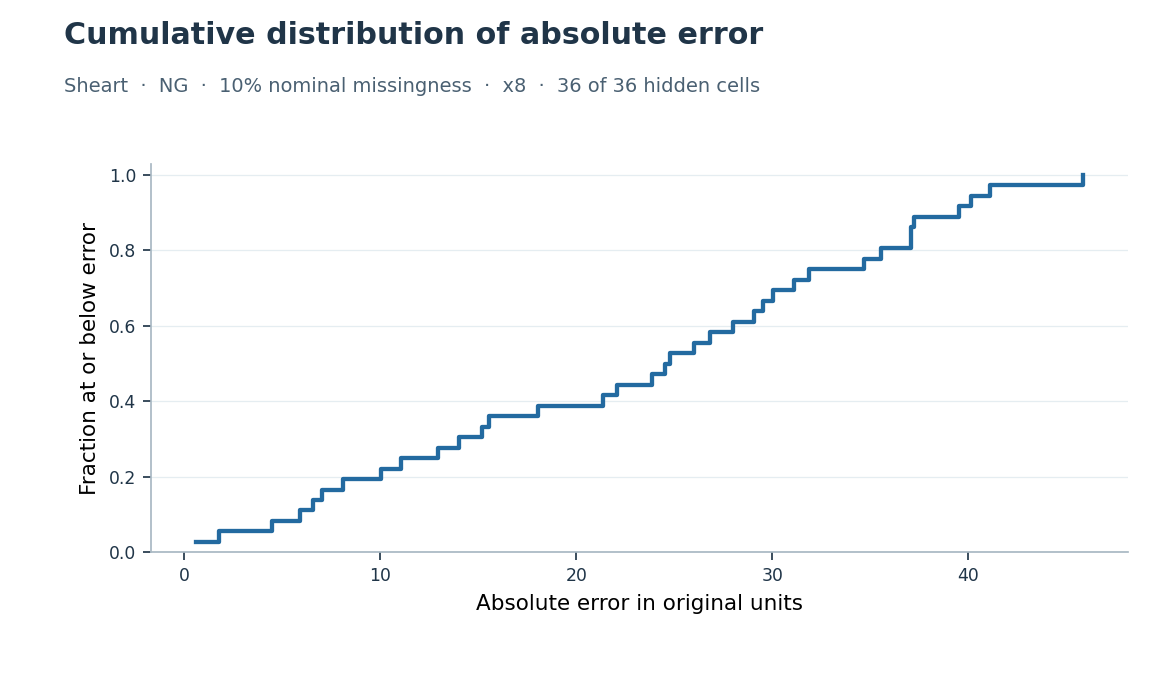 Cumulative distribution of absolute error
Sheart · NG · 10% nominal missingness · x8 · 36 of 36 hidden cells
1.0
0.8
0.6
0.4
0.2
0.0
Fraction at or below error
0 10 20 30 40
Absolute error in original units